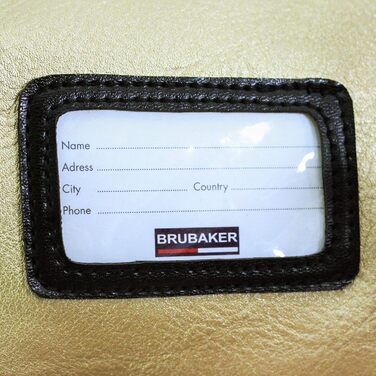 Name
Adress
City Country
Phone
BRUBAKER